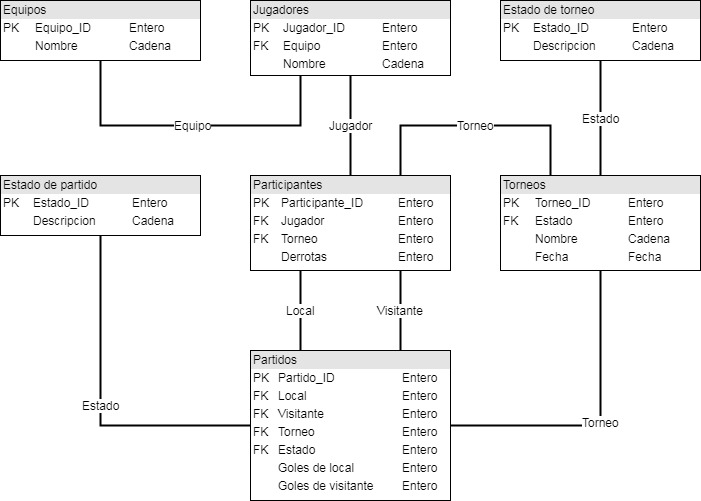 Equipos
PK Equipo_ID Entero
Nombre Cadena
Jugadores
PK Jugador_ID Entero
FK Equipo Entero
Nombre Cadena
Estado de torneo
PK Estado_ID Entero
Descripcion Cadena
Equipo
Jugador
Torneo
Estado
Estado de partido
PK Estado_ID Entero
Descripcion Cadena
Participantes
PK Participante_ID Entero
FK Jugador Entero
FK Torneo Entero
Derrotas Entero
Torneos
PK Torneo_ID Entero
FK Estado Entero
Nombre Cadena
Fecha Fecha
Local
Visitante
Estado
Partidos
PK Partido_ID Entero
FK Local Entero
FK Visitante Entero
FK Torneo Entero
FK Estado Entero
Goles de local Entero
Goles de visitante Entero
Torneo